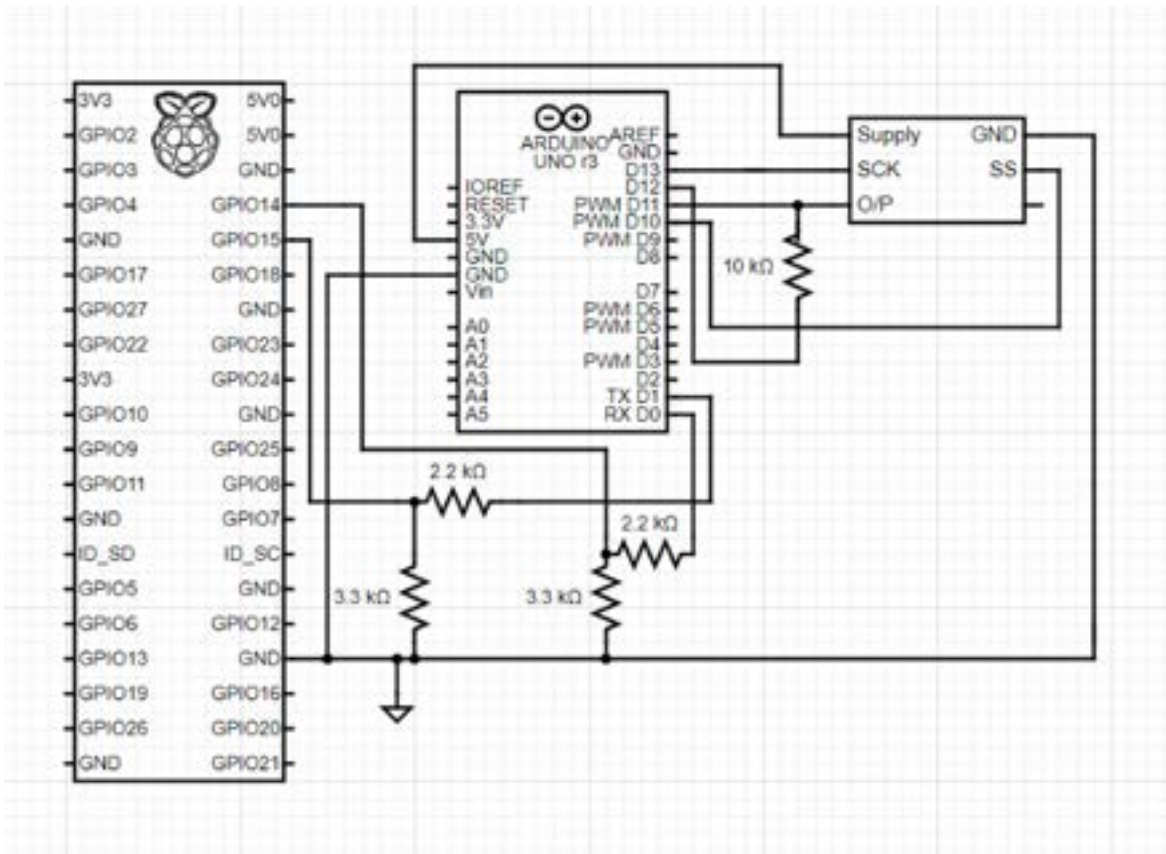 3V3
GPIO2
GPIO3
GPIO4
GND
GPIO17
GPIO27
GPIO22
3V3
GPIO10
GPIO9
GPIO11
GND
ID_SD
GPIO5
GPIO6
GPIO13
GPIO19
GPIO26
GND
5V0
5V0
GND
GPIO14
GPIO15
GPIO18
GND
GPIO23
GPIO24
GND
GPIO25
GPIO8
GPIO7
ID_SC
GND
GPIO12
GND
GPIO16
GPIO20
GPIO21
ARDUINO
UNO r3
IOREF
RESET
3.3V
5V
GND
GND
Vin
A0
A1
A2
A3
A4
A5
AREF
GND
D13
D12
PWM D11
PWM D10
PWM D9
D8
D7
PWM D6
PWM D5
D4
PWM D3
D2
TX D1
RX D0
Supply
SCK
O/P
GND
SS
10 kΩ
2.2 kΩ
2.2 kΩ
3.3 kΩ
3.3 kΩ